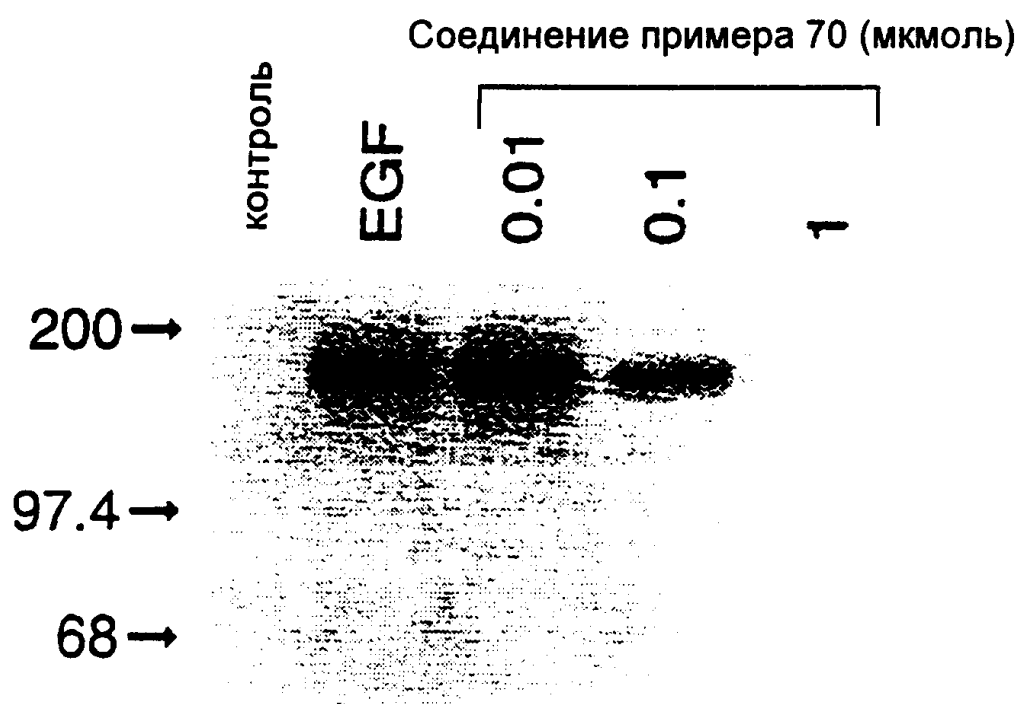 Соединение примера 70 (мкмоль)
контроль
EGF
0.01
0.1
1
200
97.4
68